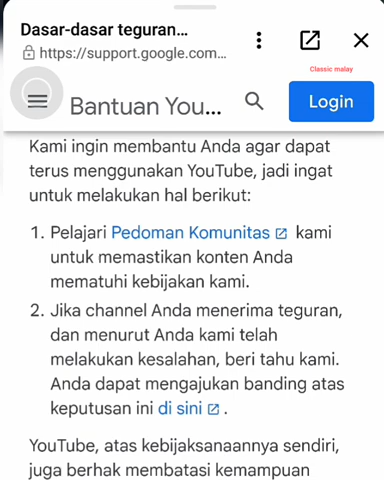 Dasar-dasar teguran...
https://support.google.com...
Classic malay
Bantuan You...
Login
Kami ingin membantu Anda agar dapat
terus menggunakan YouTube, jadi ingat
untuk melakukan hal berikut:
1. Pelajari Pedoman Komunitas kami
untuk memastikan konten Anda
mematuhi kebijakan kami.
2. Jika channel Anda menerima teguran,
dan menurut Anda kami telah
melakukan kesalahan, beri tahu kami.
Anda dapat mengajukan banding atas
keputusan ini di sini .
YouTube, atas kebijaksanaannya sendiri,
juga berhak membatasi kemampuan